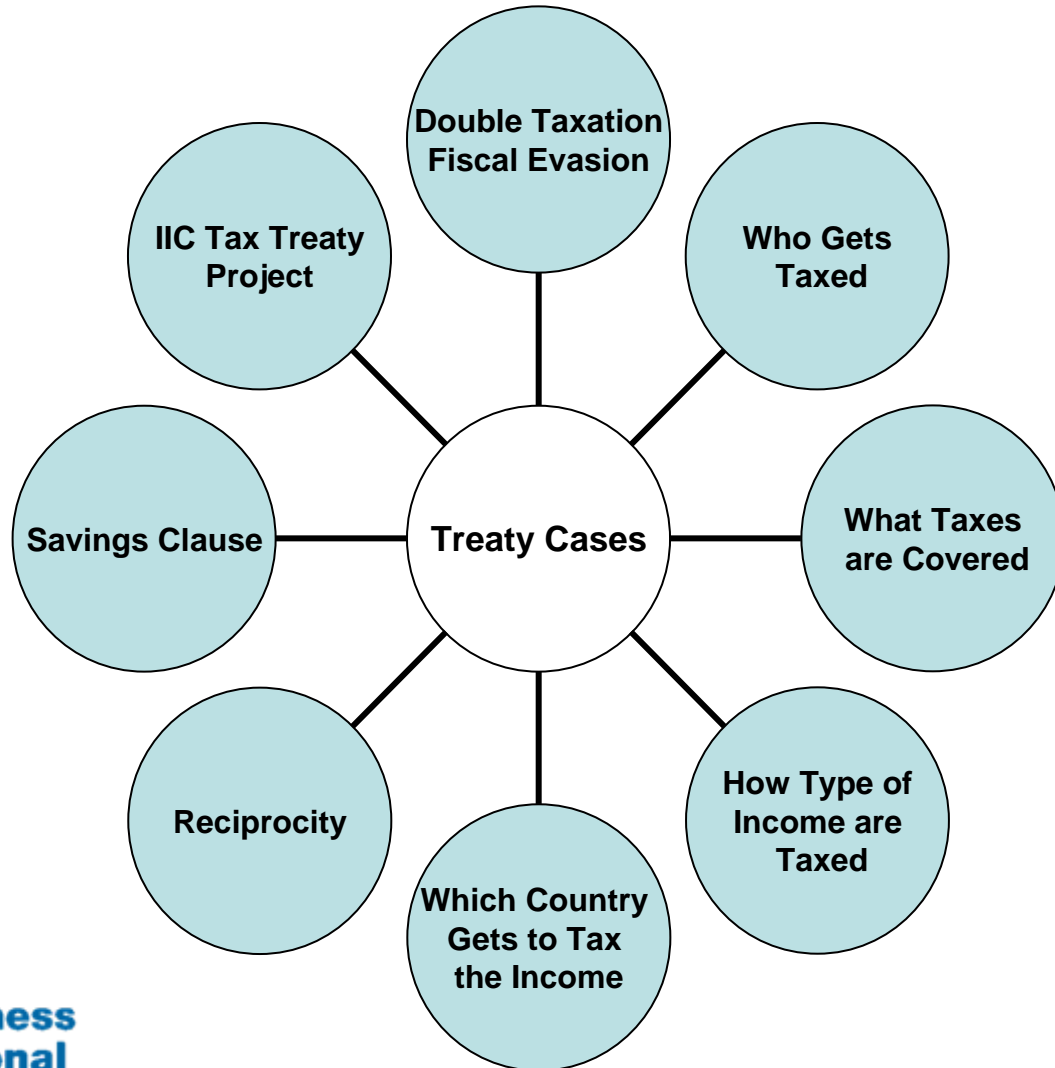 Double Taxation
Fiscal Evasion
Who Gets
Taxed
What Taxes
are Covered
How Type of
Income are
Taxed
Which Country
Gets to Tax
the Income
Reciprocity
Savings Clause
IIC Tax Treaty
Project
Treaty Cases